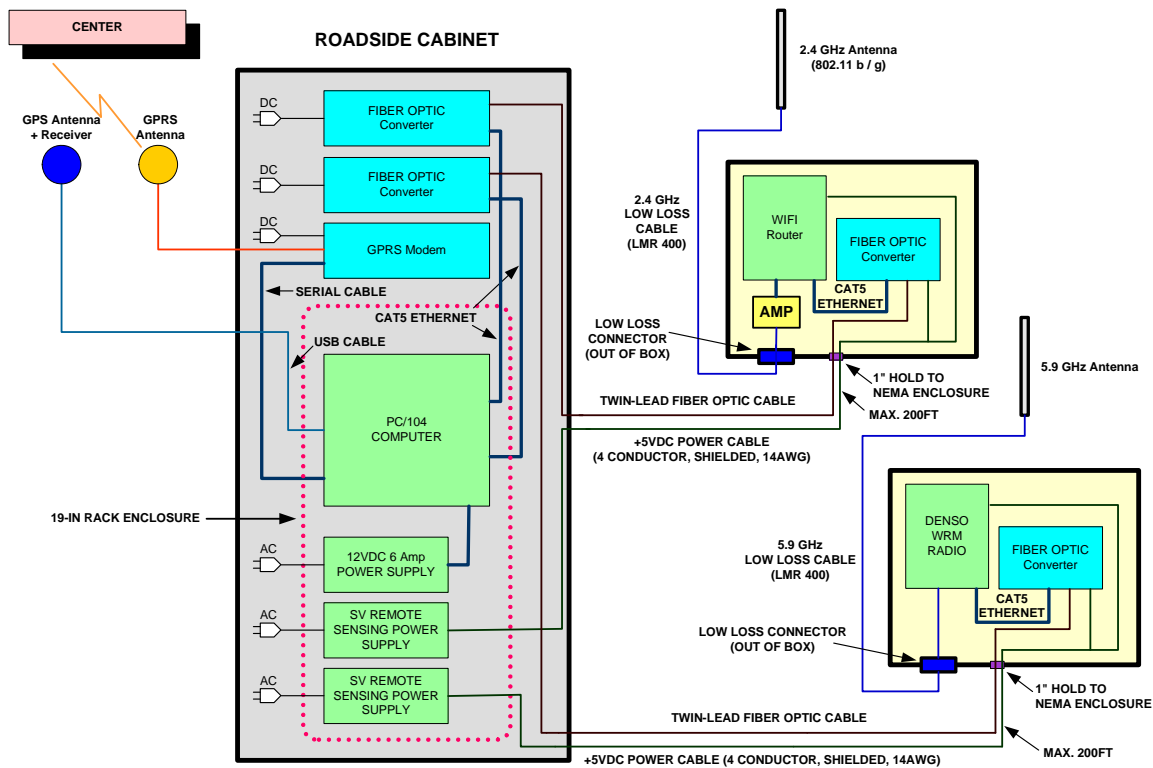 CENTER
ROADSIDE CABINET
GPS Antenna
+ Receiver
GPRS
Antenna
DC
FIBER OPTIC
Converter
DC
FIBER OPTIC
Converter
DC
GPRS Modem
SERIAL CABLE
CAT5 ETHERNET
USB CABLE
PC/104
COMPUTER
19-IN RACK ENCLOSURE
AC
12VDC 6 Amp
POWER SUPPLY
AC
SV REMOTE
SENSING POWER
SUPPLY
AC
SV REMOTE
SENSING POWER
SUPPLY
2.4 GHz Antenna
(802.11 b / g)
2.4 GHz
LOW LOSS
CABLE
(LMR 400)
WIFI
Router
FIBER OPTIC
Converter
CAT5
ETHERNET
AMP
LOW LOSS
CONNECTOR
(OUT OF BOX)
1" HOLD TO
NEMA ENCLOSURE
TWIN-LEAD FIBER OPTIC CABLE
MAX. 200FT
+5VDC POWER CABLE
(4 CONDUCTOR, SHIELDED, 14AWG)
5.9 GHz Antenna
5.9 GHz
LOW LOSS CABLE
(LMR 400)
DENSO
WRM
RADIO
FIBER OPTIC
Converter
CAT5
ETHERNET
LOW LOSS CONNECTOR
(OUT OF BOX)
1" HOLD TO
NEMA ENCLOSURE
TWIN-LEAD FIBER OPTIC CABLE
MAX. 200FT
+5VDC POWER CABLE (4 CONDUCTOR, SHIELDED, 14AWG)